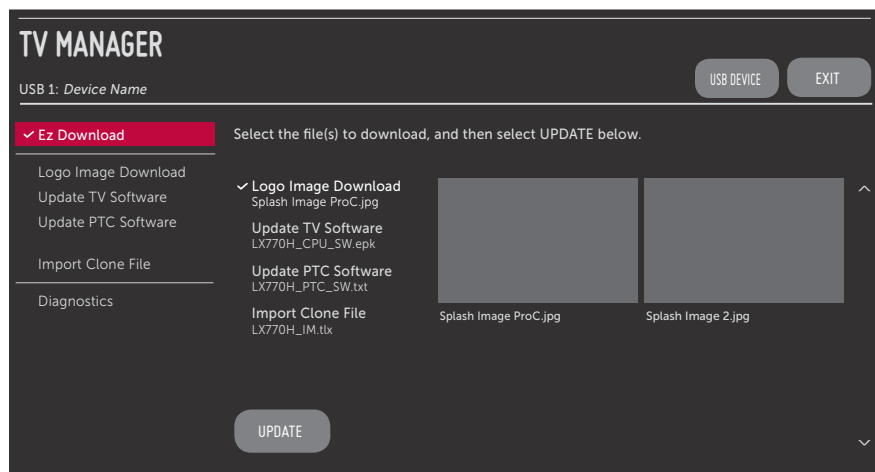 TV MANAGER
USB 1: Device Name
USB DEVICE
EXIT
Ez Download
Logo Image Download
Update TV Software
Update PTC Software
Import Clone File
Diagnostics
Select the file(s) to download, and then select UPDATE below.
Logo Image Download
Splash Image ProC.jpg
Update TV Software
LX770H_CPU_SW.epk
Update PTC Software
LX770H_PTC_SW.txt
Import Clone File
LX770H_IM.tlx
Splash Image ProC.jpg
Splash Image 2.jpg
UPDATE